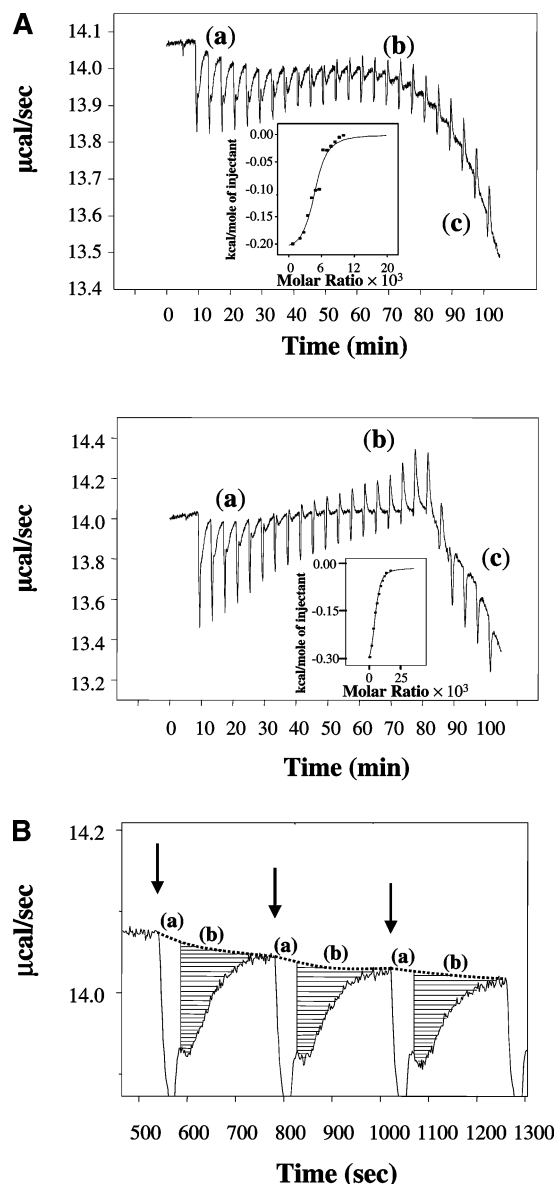 A
14.1
14.0
13.9
13.8
13.7
13.6
13.5
13.4
µcal/sec
(a)
(b)
(c)
kcal/mole of injectant
0.00
-0.05
-0.10
-0.15
-0.20
0 6 12 20
Molar Ratio × 10³
0 10 20 30 40 50 60 70 80 90 100
Time (min)
14.4
14.2
14.0
13.8
13.6
13.4
13.2
µcal/sec
(a)
(b)
(c)
kcal/mole of injectant
0.00
-0.15
-0.30
0 25
Molar Ratio × 10³
0 10 20 30 40 50 60 70 80 90 100
Time (min)
B
14.2
14.0
µcal/sec
(a) (b) (a) (b) (a) (b)
500 600 700 800 900 1000 1100 1200 1300
Time (sec)